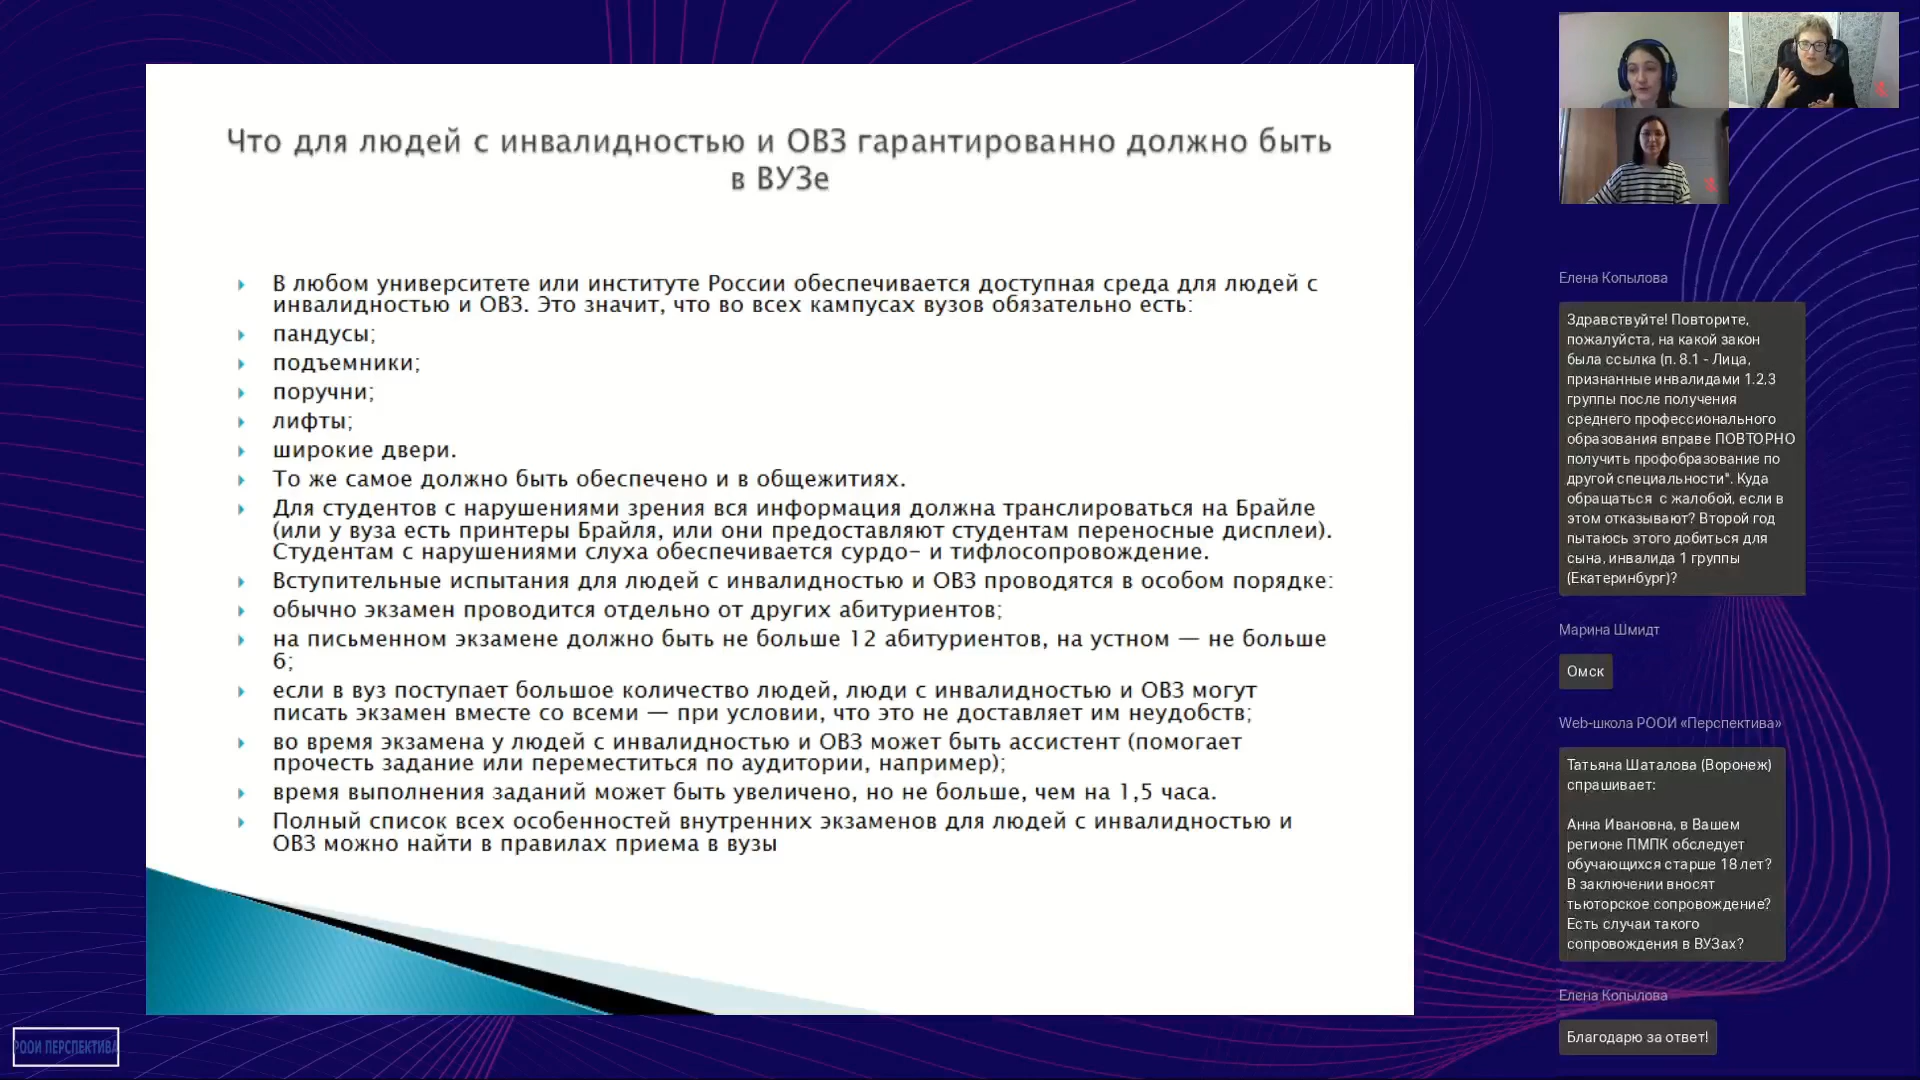 Что для людей с инвалидностью и ОВЗ гарантированно должно быть
в ВУЗе
В любом университете или институте России обеспечивается доступная среда для людей с
инвалидностью и ОВЗ. Это значит, что во всех кампусах вузов обязательно есть:
пандусы;
подъемники;
поручни;
лифты;
широкие двери.
То же самое должно быть обеспечено и в общежитиях.
Для студентов с нарушениями зрения вся информация должна транслироваться на Брайле
(или у вуза есть принтеры Брайля, или они предоставляют студентам переносные дисплеи).
Студентам с нарушениями слуха обеспечивается сурдо- и тифлосопровождение.
Вступительные испытания для людей с инвалидностью и ОВЗ проводятся в особом порядке:
обычно экзамен проводится отдельно от других абитуриентов;
на письменном экзамене должно быть не больше 12 абитуриентов, на устном — не больше
6;
если в вуз поступает большое количество людей, люди с инвалидностью и ОВЗ могут
писать экзамен вместе со всеми — при условии, что это не доставляет им неудобств;
во время экзамена у людей с инвалидностью и ОВЗ может быть ассистент (помогает
прочесть задание или переместиться по аудитории, например);
время выполнения заданий может быть увеличено, но не больше, чем на 1,5 часа.
Полный список всех особенностей внутренних экзаменов для людей с инвалидностью и
ОВЗ можно найти в правилах приема в вузы
РООИ ПЕРСПЕКТИВА
Елена Копылова
Здравствуйте! Повторите,
пожалуйста, на какой закон
была ссылка (п. 8.1 - Лица,
признанные инвалидами 1.2,3
группы после получения
среднего профессионального
образования вправе ПОВТОРНО
получить профобразование по
другой специальности". Куда
обращаться с жалобой, если в
этом отказывают? Второй год
пытаюсь этого добиться для
сына, инвалида 1 группы
(Екатеринбург)?
Марина Шмидт
Омск
Web-школа РООИ «Перспектива»
Татьяна Шаталова (Воронеж)
спрашивает:
Анна Ивановна, в Вашем
регионе ПМПК обследует
обучающихся старше 18 лет?
В заключении вносят
тьюторское сопровождение?
Есть случаи такого
сопровождения в ВУЗах?
Елена Копылова
Благодарю за ответ!